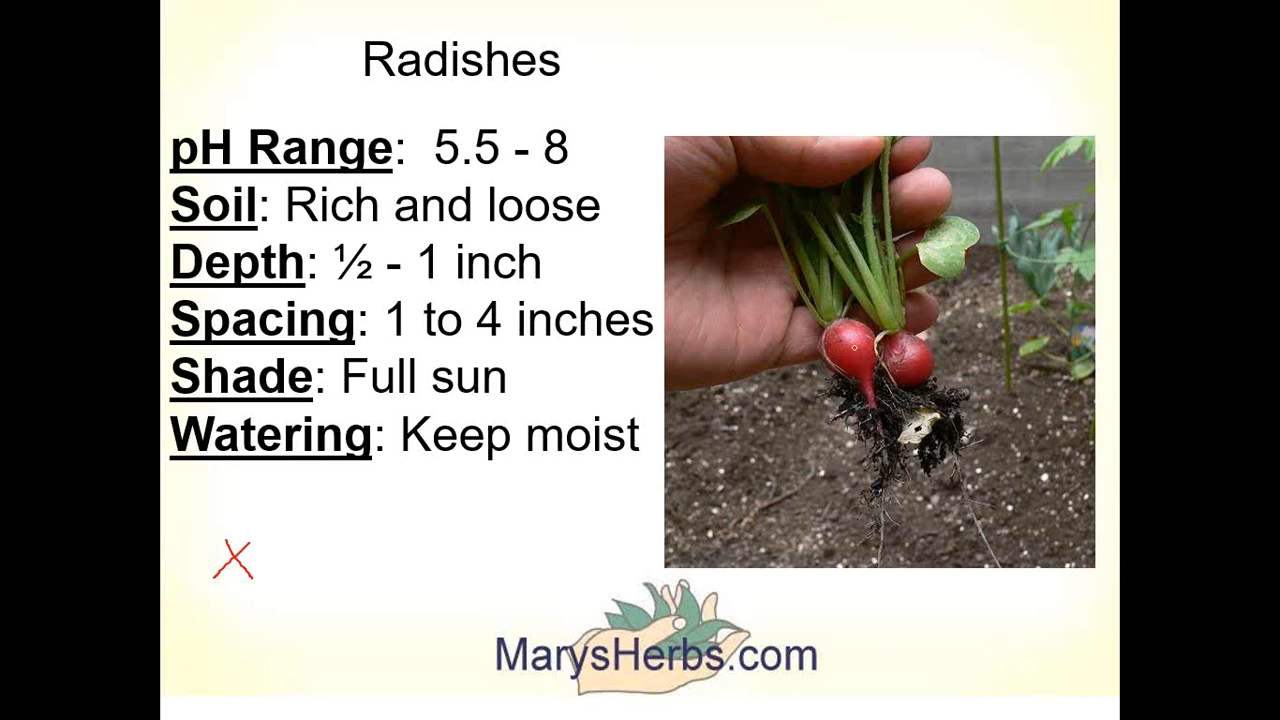 Radishes
pH Range: 5.5 - 8
Soil: Rich and loose
Depth: ½ - 1 inch
Spacing: 1 to 4 inches
Shade: Full sun
Watering: Keep moist
MarysHerbs.com